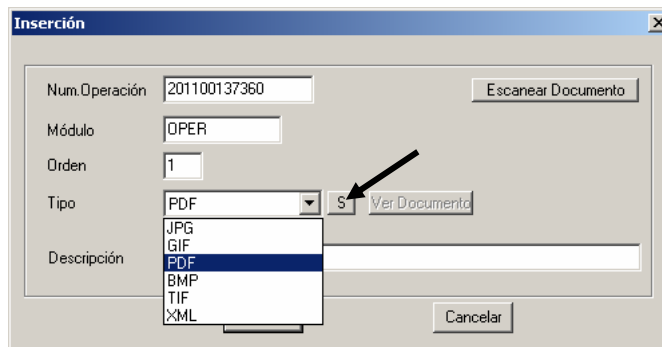 Inserción
Num.Operación 201100137360 Escanear Documento
Módulo OPER
Orden 1
Tipo PDF S Ver Documento
JPG
GIF
PDF
BMP
TIF
XML
Descripción
Cancelar